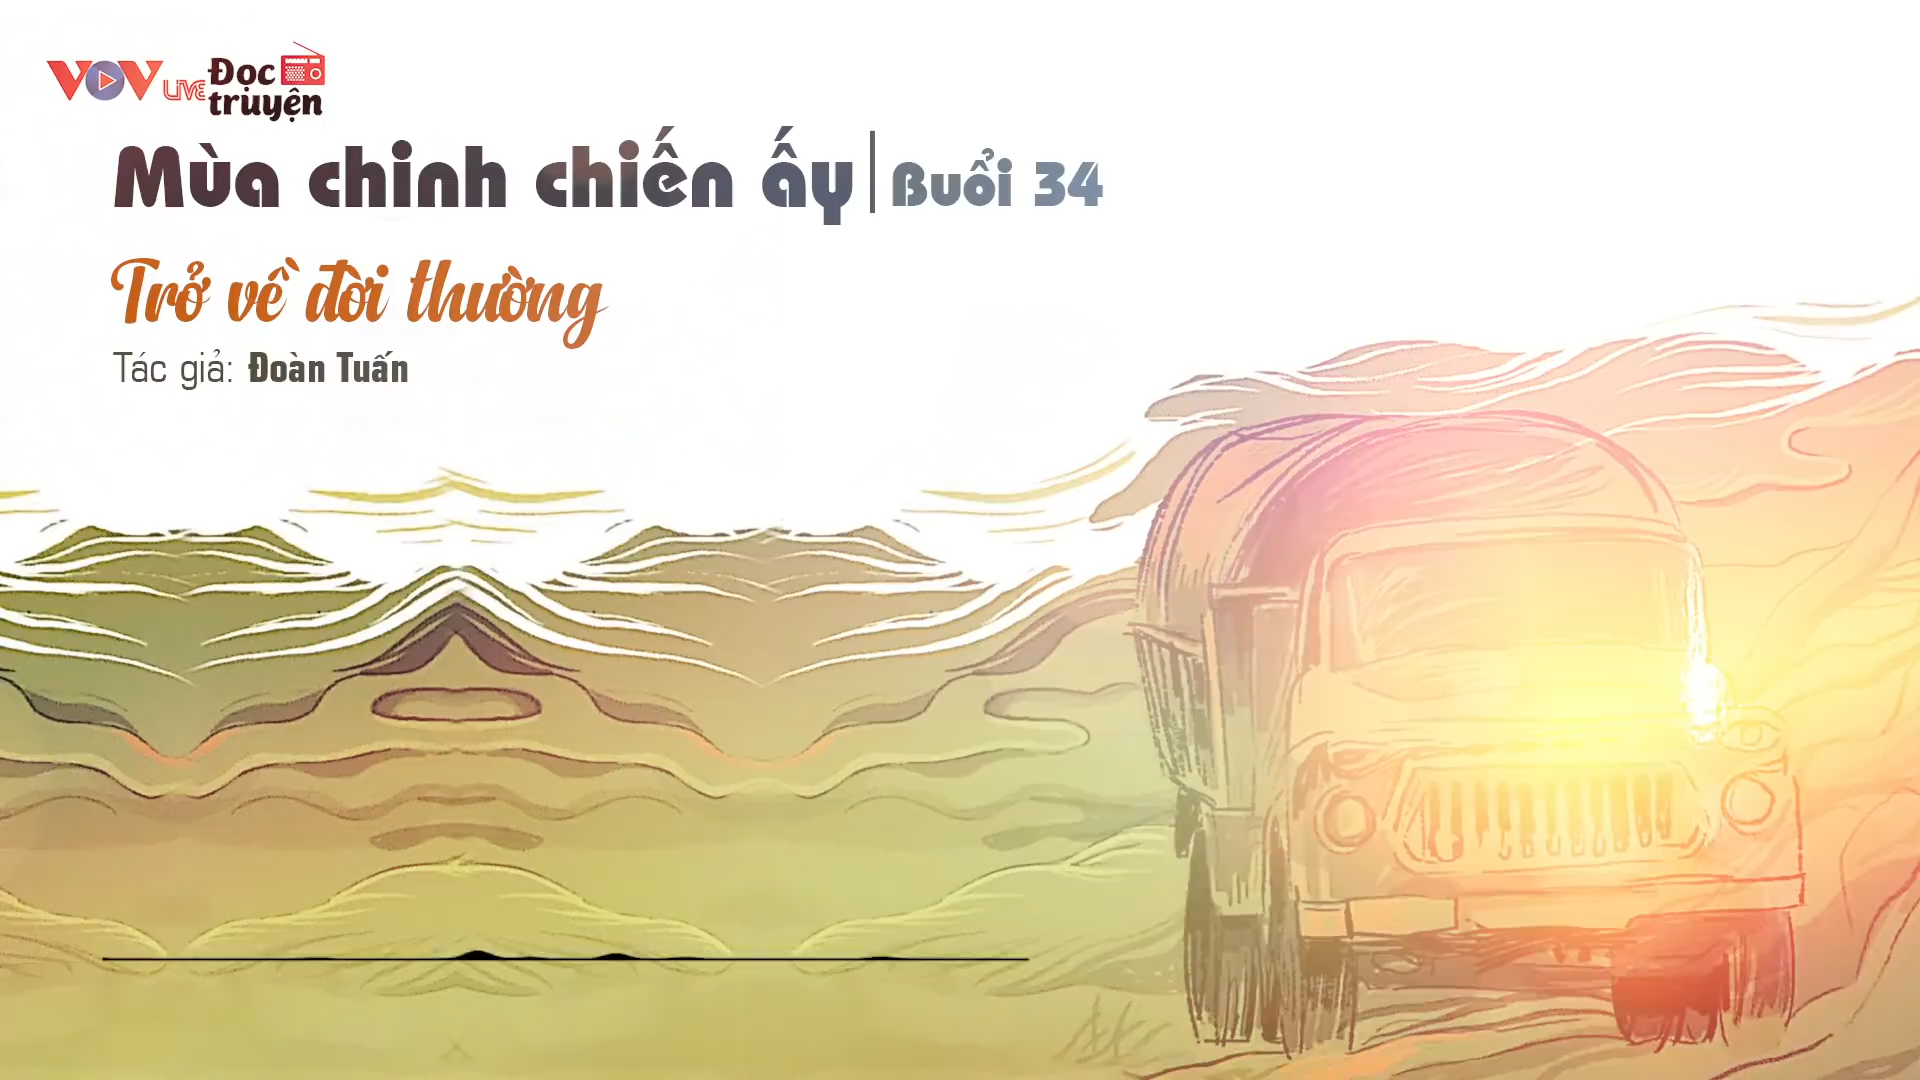 VOV LIVE Đọc
truyện
Mùa chinh chiến ấy | Buổi 34
Trở về đời thường
Tác giả: Đoàn Tuấn